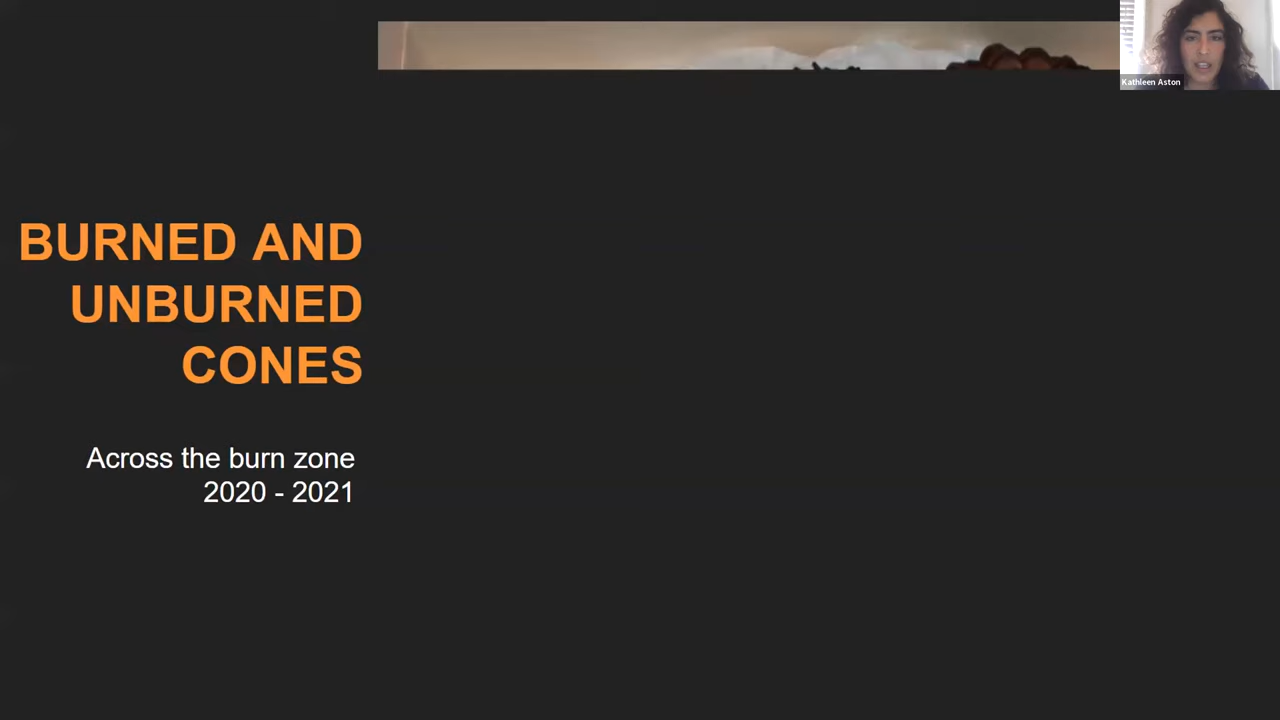 Kathleen Aston
BURNED AND
UNBURNED
CONES
Across the burn zone
2020 - 2021